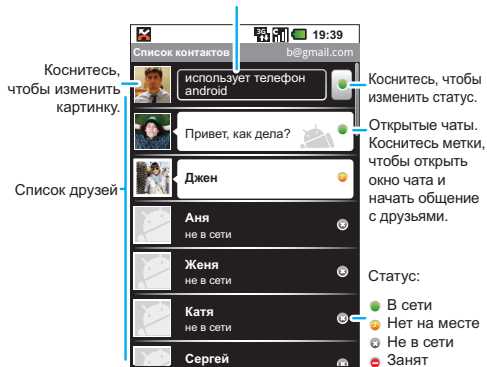 3G 19:39
Список контактов b@gmail.com
Коснитесь,
чтобы изменить
картинку.
использует телефон
android
Коснитесь, чтобы
изменить статус.
Привет, как дела?
Открытые чаты.
Коснитесь метки,
чтобы открыть
окно чата и
начать общение
с друзьями.
Список друзей
Джен
Аня
не в сети
Женя
не в сети
Катя
не в сети
Сергей
Статус:
В сети
Нет на месте
Не в сети
Занят